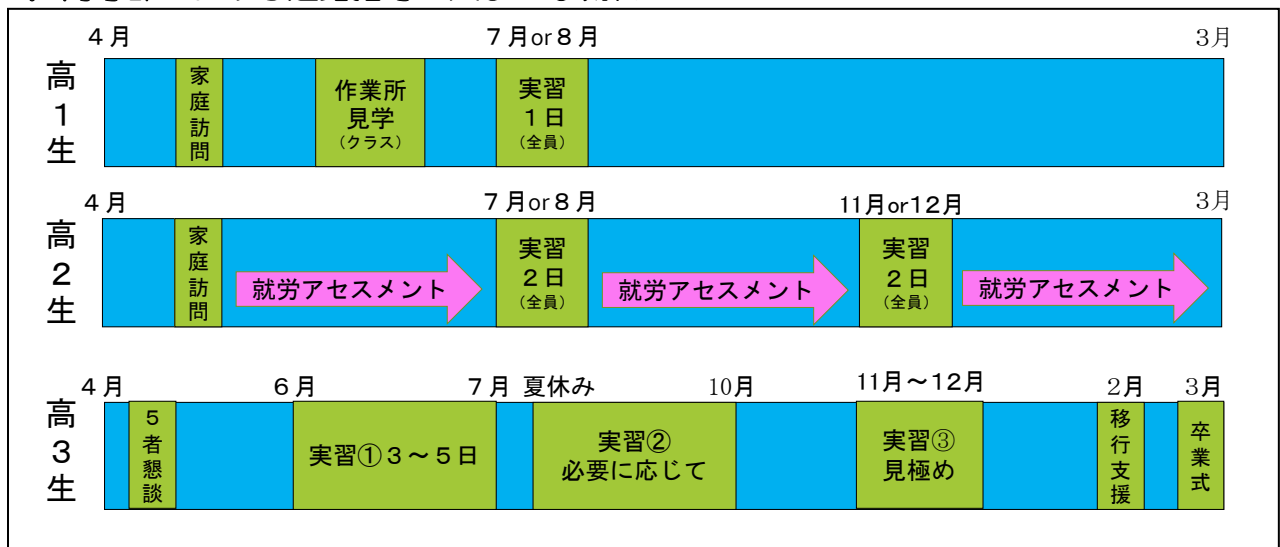 4月
7月or8月
3月
高1生
家庭訪問
作業所
見学
（クラス）
実習
1日
（全員）
4月
7月or8月
11月or12月
3月
高2生
家庭訪問
就労アセスメント
実習
2日
（全員）
就労アセスメント
実習
2日
（全員）
就労アセスメント
4月
6月
7月
夏休み
10月
11月～12月
2月
3月
高3生
5者懇談
実習①3～5日
実習②
必要に応じて
実習③
見極め
移行支援
卒業式